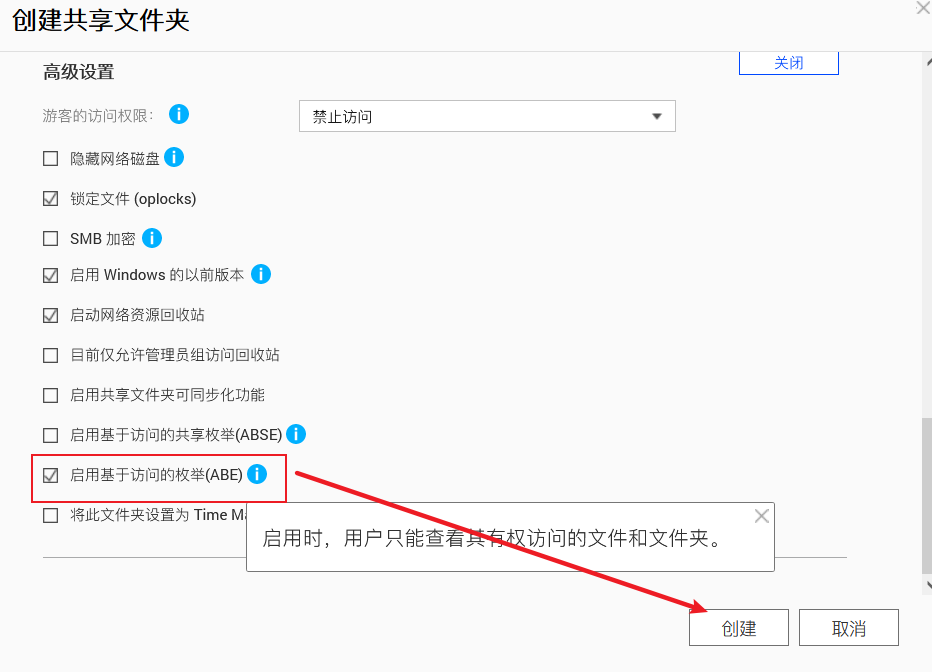 创建共享文件夹
高级设置
关闭
游客的访问权限：
禁止访问
隐藏网络磁盘
锁定文件 (oplocks)
SMB 加密
启用 Windows 的以前版本
启动网络资源回收站
目前仅允许管理员组访问回收站
启用共享文件夹可同步化功能
启用基于访问的共享枚举(ABSE)
启用基于访问的枚举(ABE)
将此文件夹设置为 Time
启用时，用户只能查看其有权访问的文件和文件夹。
创建
取消